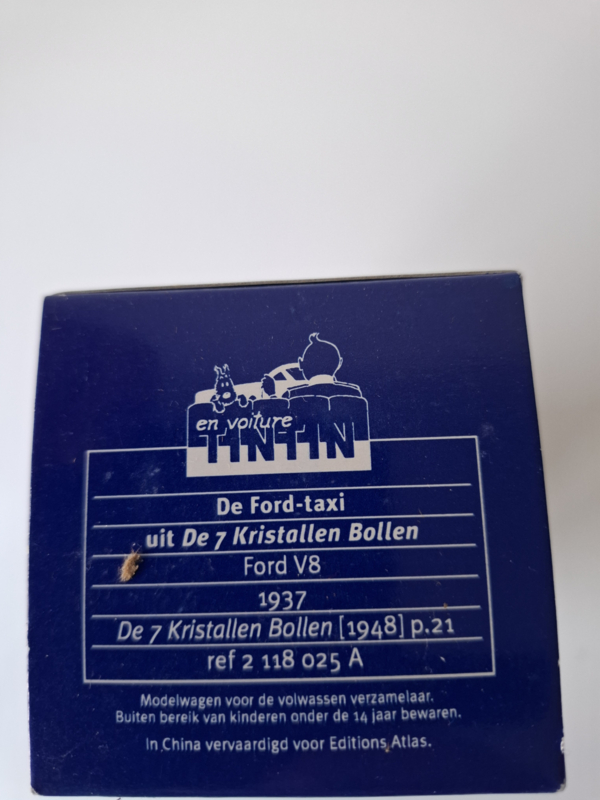 en voiture
TINTIN
De Ford-taxi
uit De 7 Kristallen Bollen
Ford V8
1937
De 7 Kristallen Bollen [1948] p.21
ref 2 118 025 A
Modelwagen voor de volwassen verzamelaar.
Buiten bereik van kinderen onder de 14 jaar bewaren.
In China vervaardigd voor Editions Atlas.